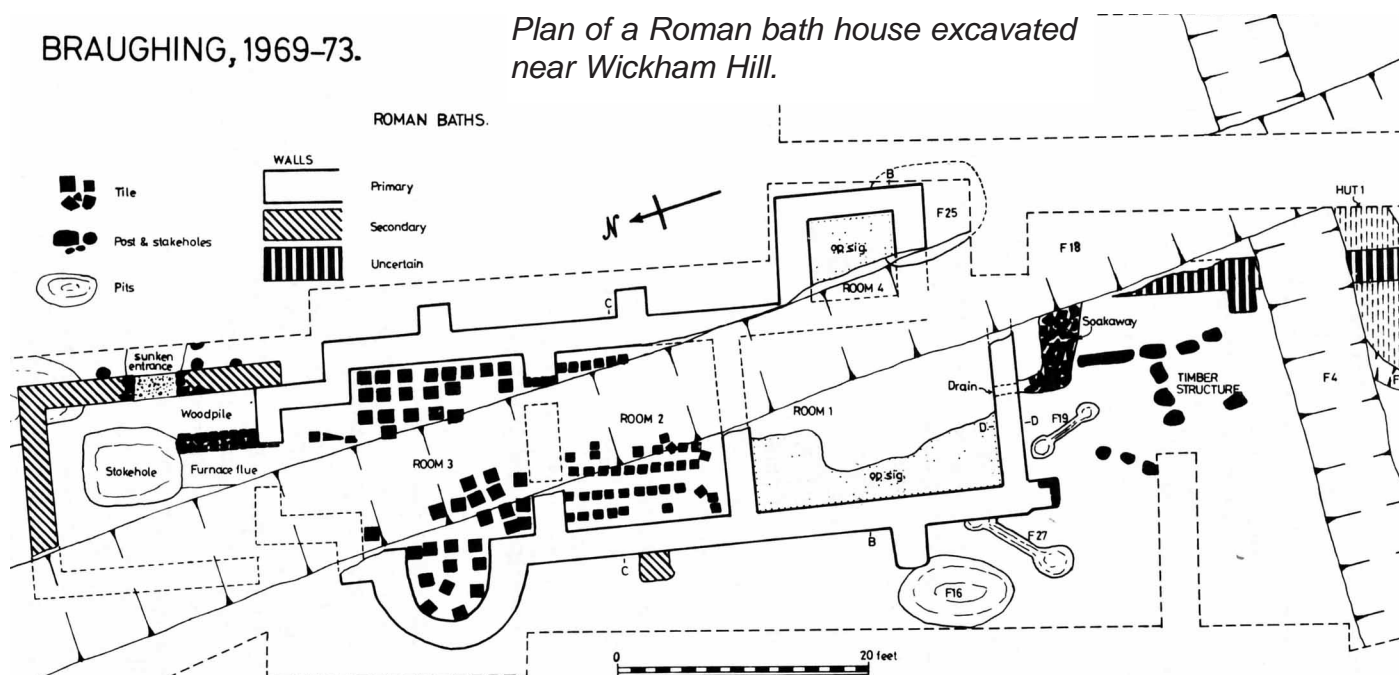 BRAUGHING, 1969–73.
Plan of a Roman bath house excavated
near Wickham Hill.
ROMAN BATHS.
WALLS
Tile
Primary
Post & stakeholes
Secondary
Pits
Uncertain
N
B
F25
HUT 1
op. sig.
F18
ROOM 4
C
Soakaway
sunken
entrance
Woodpile
Drain
TIMBER
STRUCTURE
F4
ROOM 2
ROOM 1
D
D
F19
ROOM 3
Stokehole
Furnace flue
op. sig.
B
F27
C
F16
0
20 feet